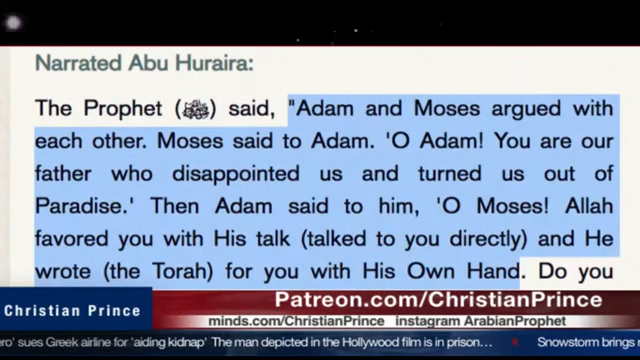 Narrated Abu Huraira:
The Prophet (ﷺ) said, "Adam and Moses argued with
each other. Moses said to Adam. 'O Adam! You are our
father who disappointed us and turned us out of
Paradise.' Then Adam said to him, 'O Moses! Allah
favored you with His talk (talked to you directly) and He
wrote (the Torah) for you with His Own Hand. Do you
Christian Prince
Patreon.com/ChristianPrince
minds.com/ChristianPrince instagram ArabianProphet
ero' sues Greek airline for 'aiding kidnap' The man depicted in the Hollywood film is in prison... Snowstorm brings